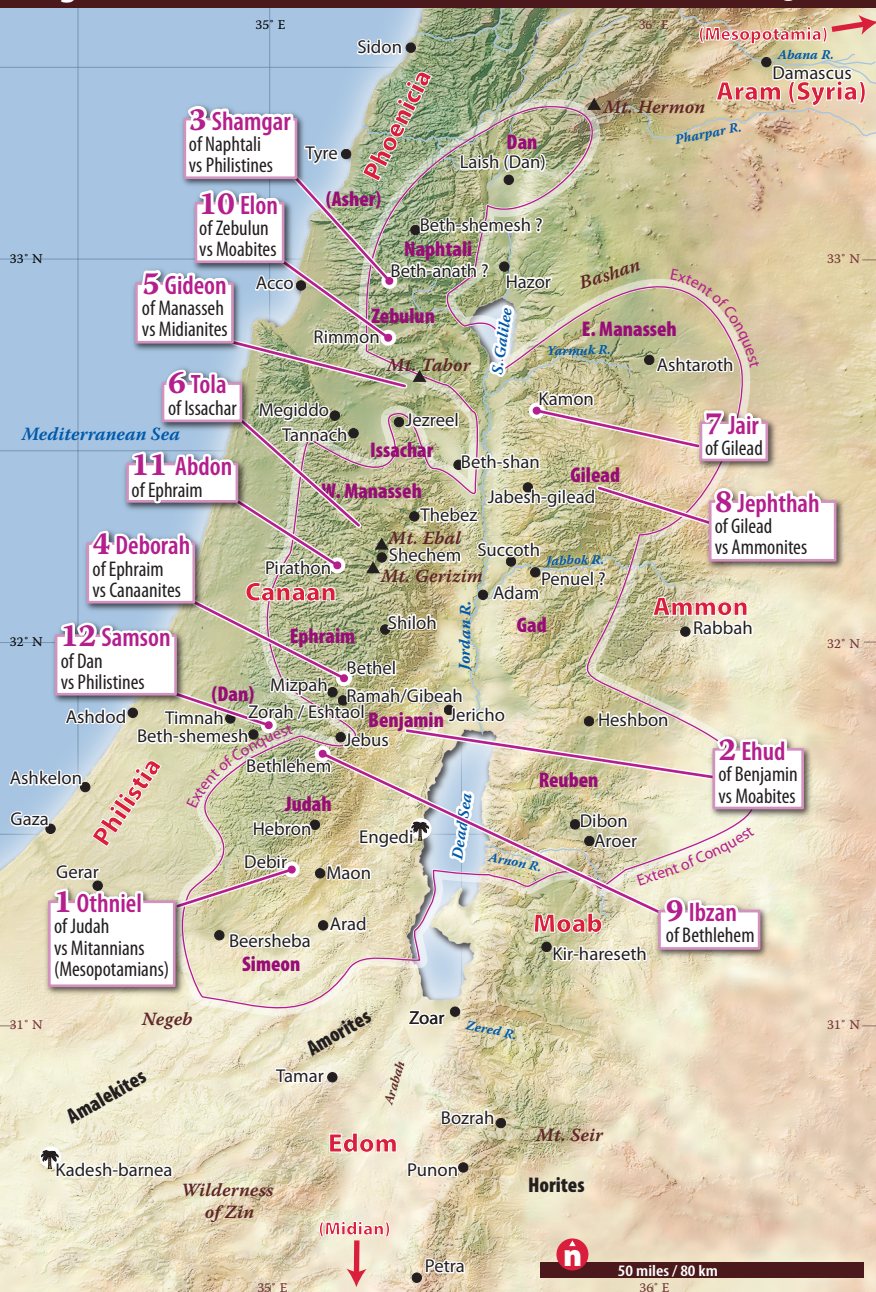 35° E
36° E
(Mesopotamia)
Sidon
Abana R.
Damascus
Aram (Syria)
Mt. Hermon
Phoenicia
Pharpar R.
3 Shamgar
of Naphtali
vs Philistines
Tyre
Dan
Laish (Dan)
(Asher)
10 Elon
of Zebulun
vs Moabites
Beth-shemesh ?
Naphtali
Beth-anath ?
33° N
33° N
Hazor
Bashan
Extent of Conquest
Acco
5 Gideon
of Manasseh
vs Midianites
Zebulun
Rimmon
S. Galilee
E. Manasseh
Yarmuk R.
Ashtaroth
Mt. Tabor
6 Tola
of Issachar
Kamon
Megiddo
Jezreel
Tannach
Mediterranean Sea
7 Jair
of Gilead
Issachar
Beth-shan
11 Abdon
of Ephraim
Gilead
W. Manasseh
Jabesh-gilead
8 Jephthah
of Gilead
vs Ammonites
Thebez
Mt. Ebal
4 Deborah
of Ephraim
vs Canaanites
Shechem
Succoth
Jabbok R.
Pirathon
Mt. Gerizim
Penuel ?
Canaan
Adam
Ammon
Shiloh
Gad
Rabbah
Jordan R.
Ephraim
32° N
32° N
12 Samson
of Dan
vs Philistines
Bethel
Mizpah
(Dan)
Ramah/Gibeah
Ashdod
Timnah
Zorah / Eshtaol
Benjamin
Jericho
Heshbon
Beth-shemesh
Jebus
Extent of Conquest
2 Ehud
of Benjamin
vs Moabites
Bethlehem
Ashkelon
Reuben
Philistia
Judah
Gaza
Hebron
Engedi
Dead Sea
Dibon
Aroer
Extent of Conquest
Debir
Arnon R.
Gerar
Maon
1 Othniel
of Judah
vs Mitannians
(Mesopotamians)
9 Ibzan
of Bethlehem
Arad
Moab
Beersheba
Kir-hareseth
Simeon
Negeb
Zoar
31° N
31° N
Amorites
Zered R.
Tamar
Arabah
Amalekites
Bozrah
Mt. Seir
Edom
Kadesh-barnea
Punon
Horites
Wilderness
of Zin
(Midian)
n
Petra
50 miles / 80 km
35° E
36° E